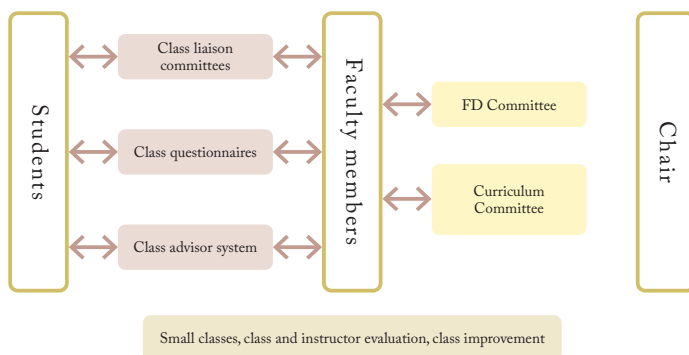 Students
Class liaison
committees
Class questionnaires
Class advisor system
Faculty members
FD Committee
Curriculum
Committee
Chair
Small classes, class and instructor evaluation, class improvement